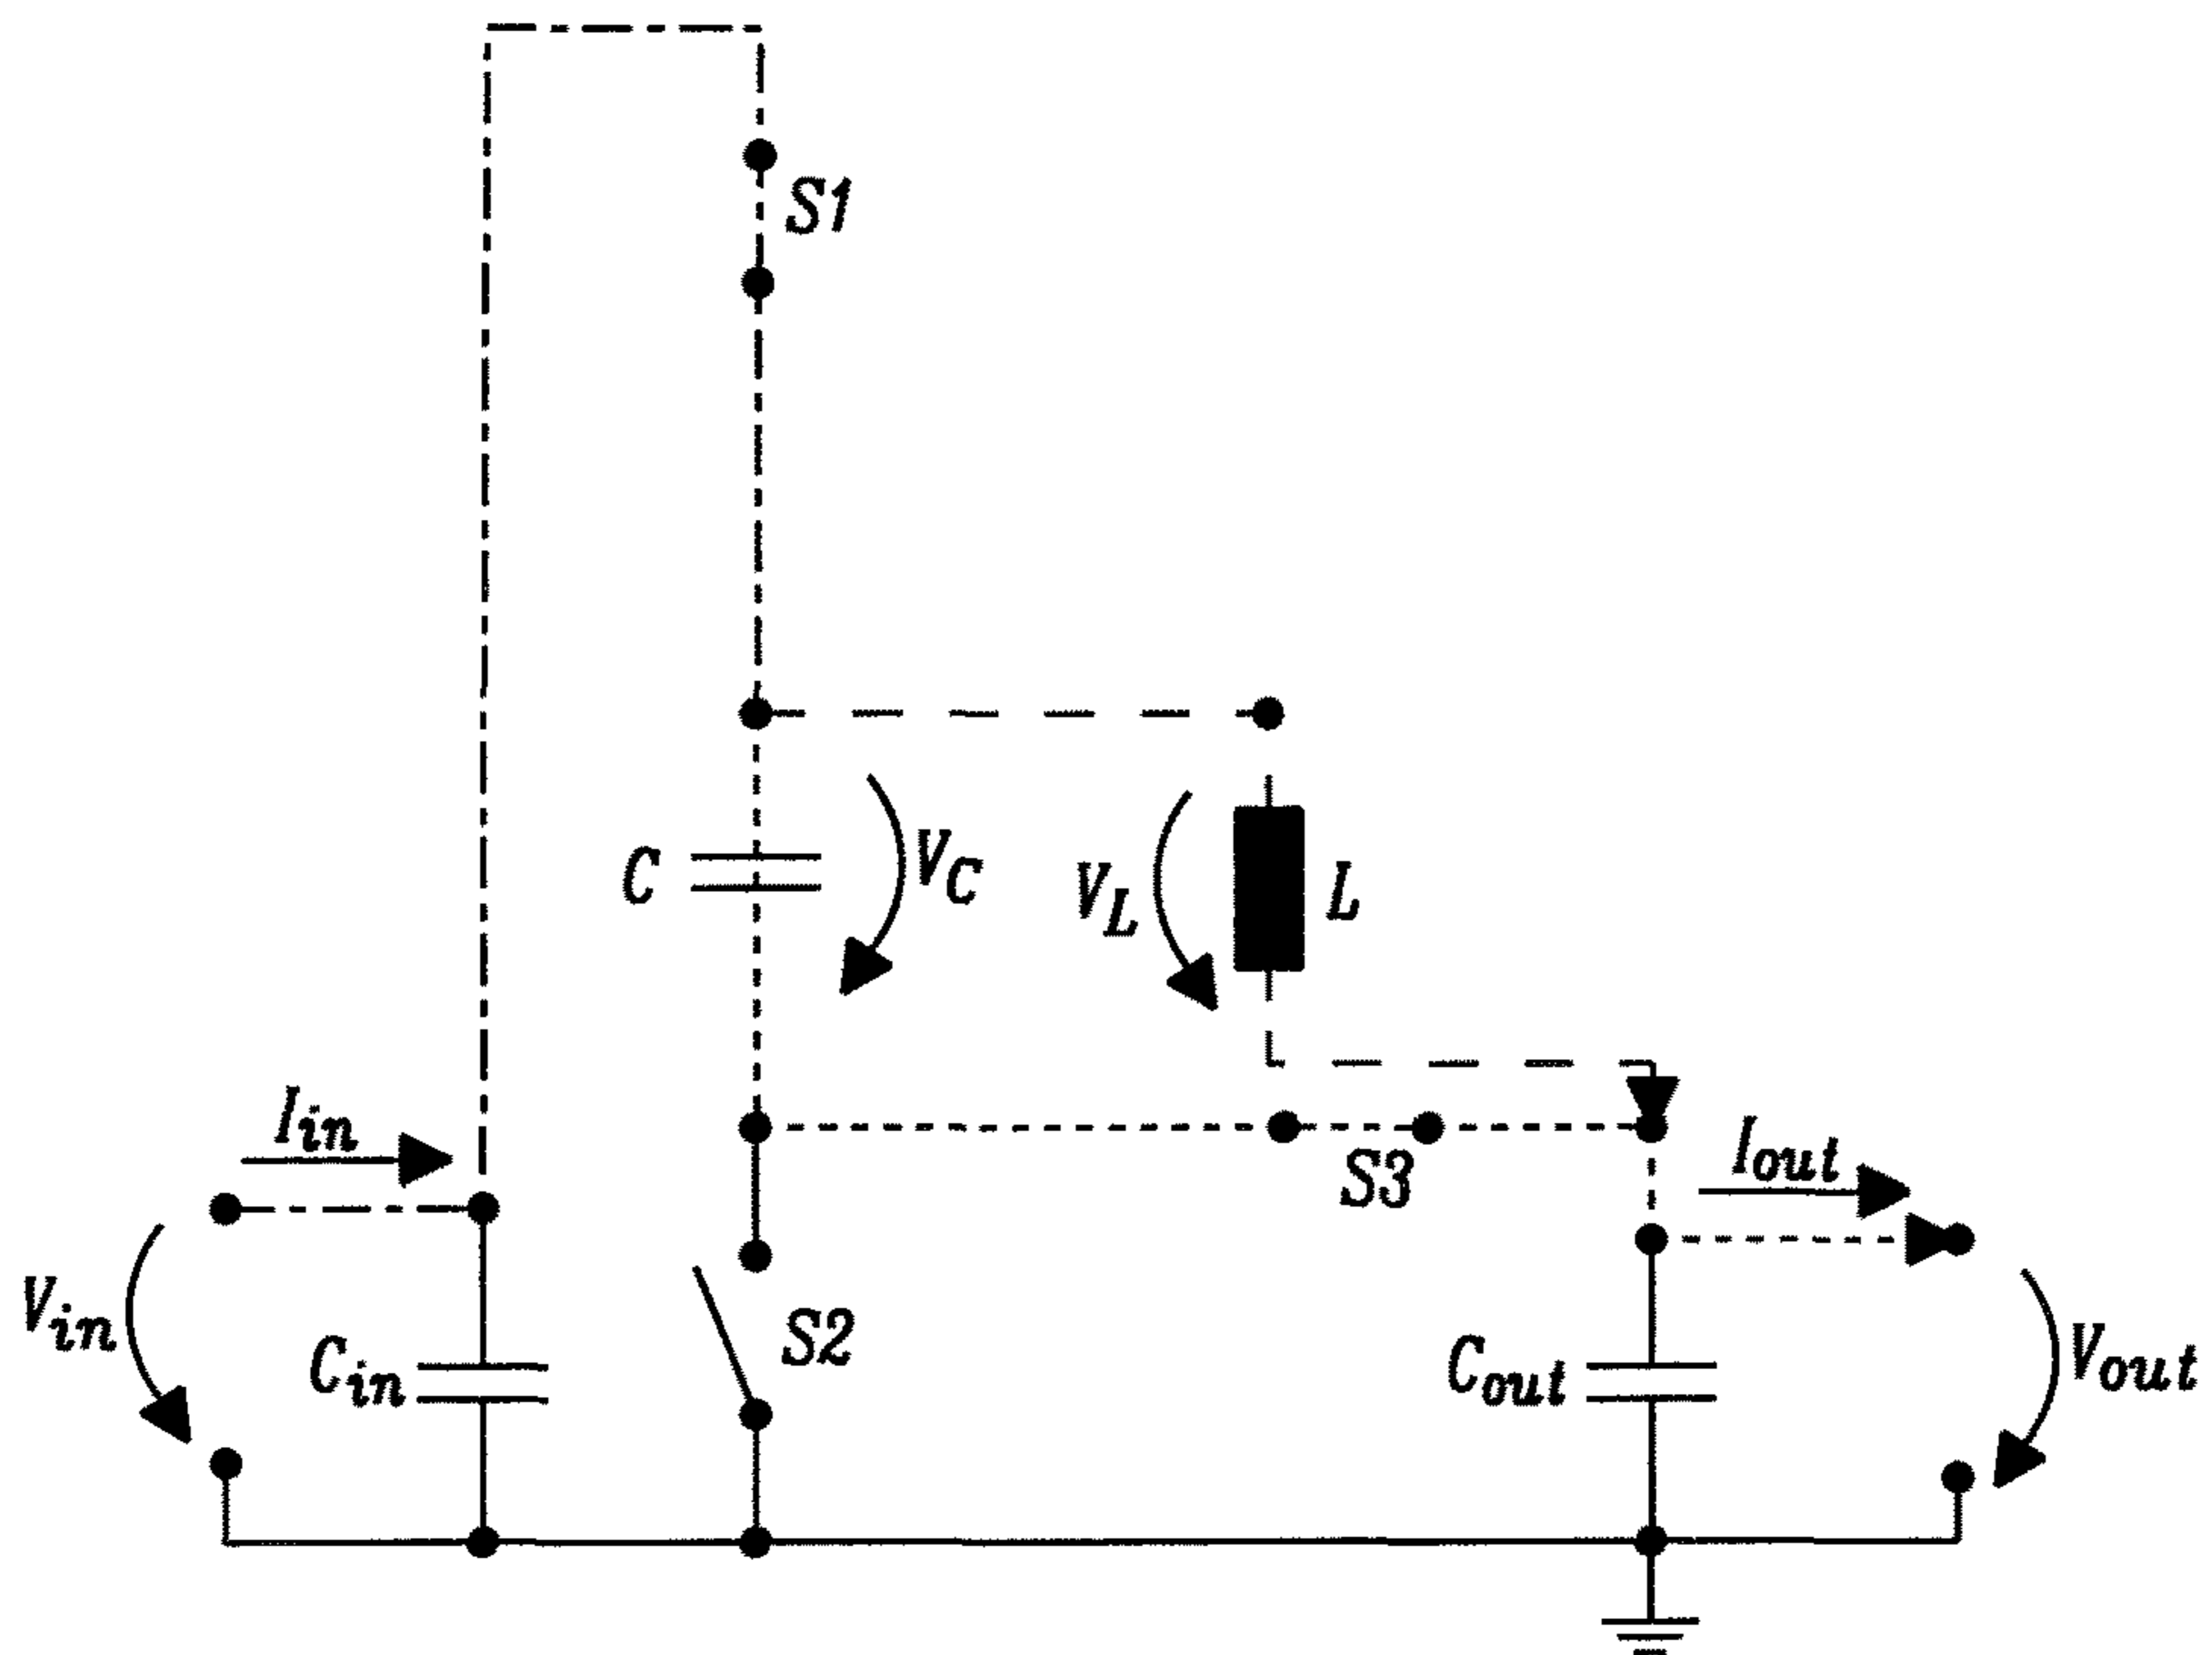 S1
C
V_C
V_L
L
I_in
S3
I_out
V_in
C_in
S2
C_out
V_out